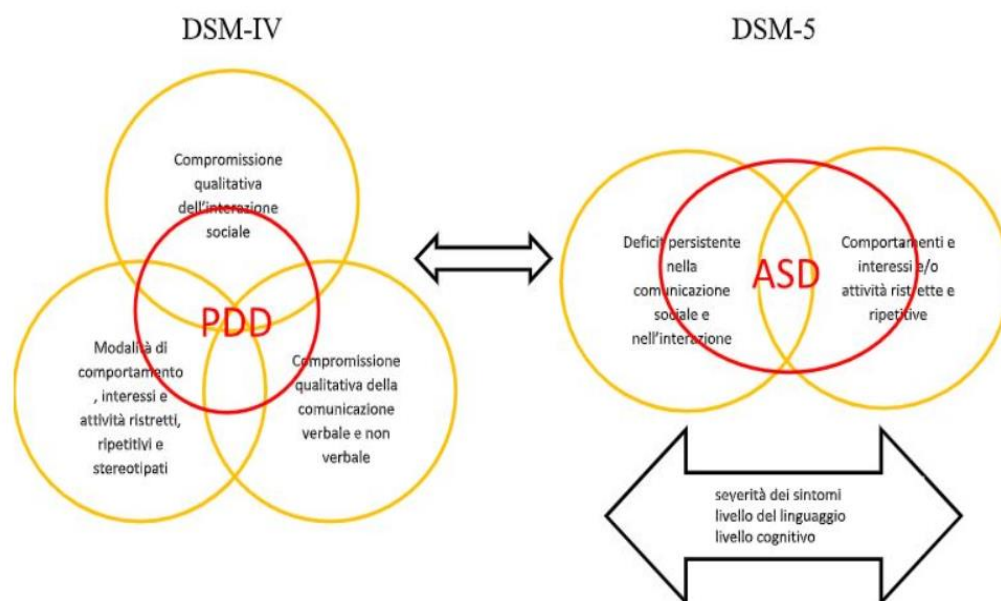 DSM-IV
Compromissione
qualitativa
dell'interazione
sociale
PDD
Modalità di
comportamento
, interessi e
attività ristretti,
ripetitivi e
stereotipati
Compromissione
qualitativa della
comunicazione
verbale e non
verbale
DSM-5
Deficit persistente
nella
comunicazione
sociale e
nell'interazione
ASD
Comportamenti e
interessi e/o
attività ristrette e
ripetitive
severità dei sintomi
livello del linguaggio
livello cognitivo